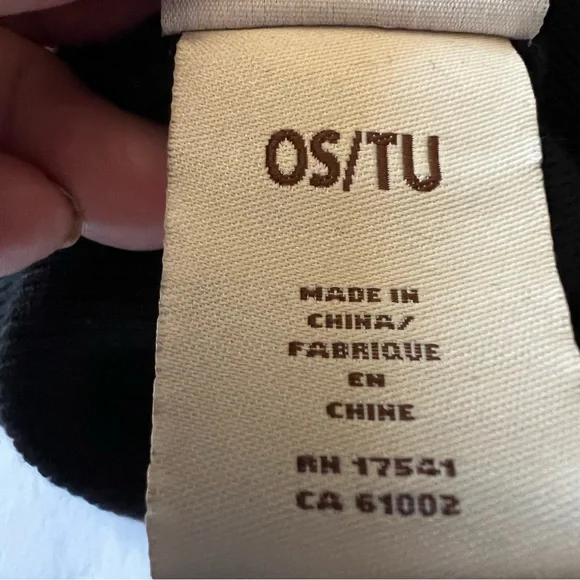 OS/TU
MADE IN
CHINA/
FABRIQUE
EN
CHINE
RN 17541
CA 61002